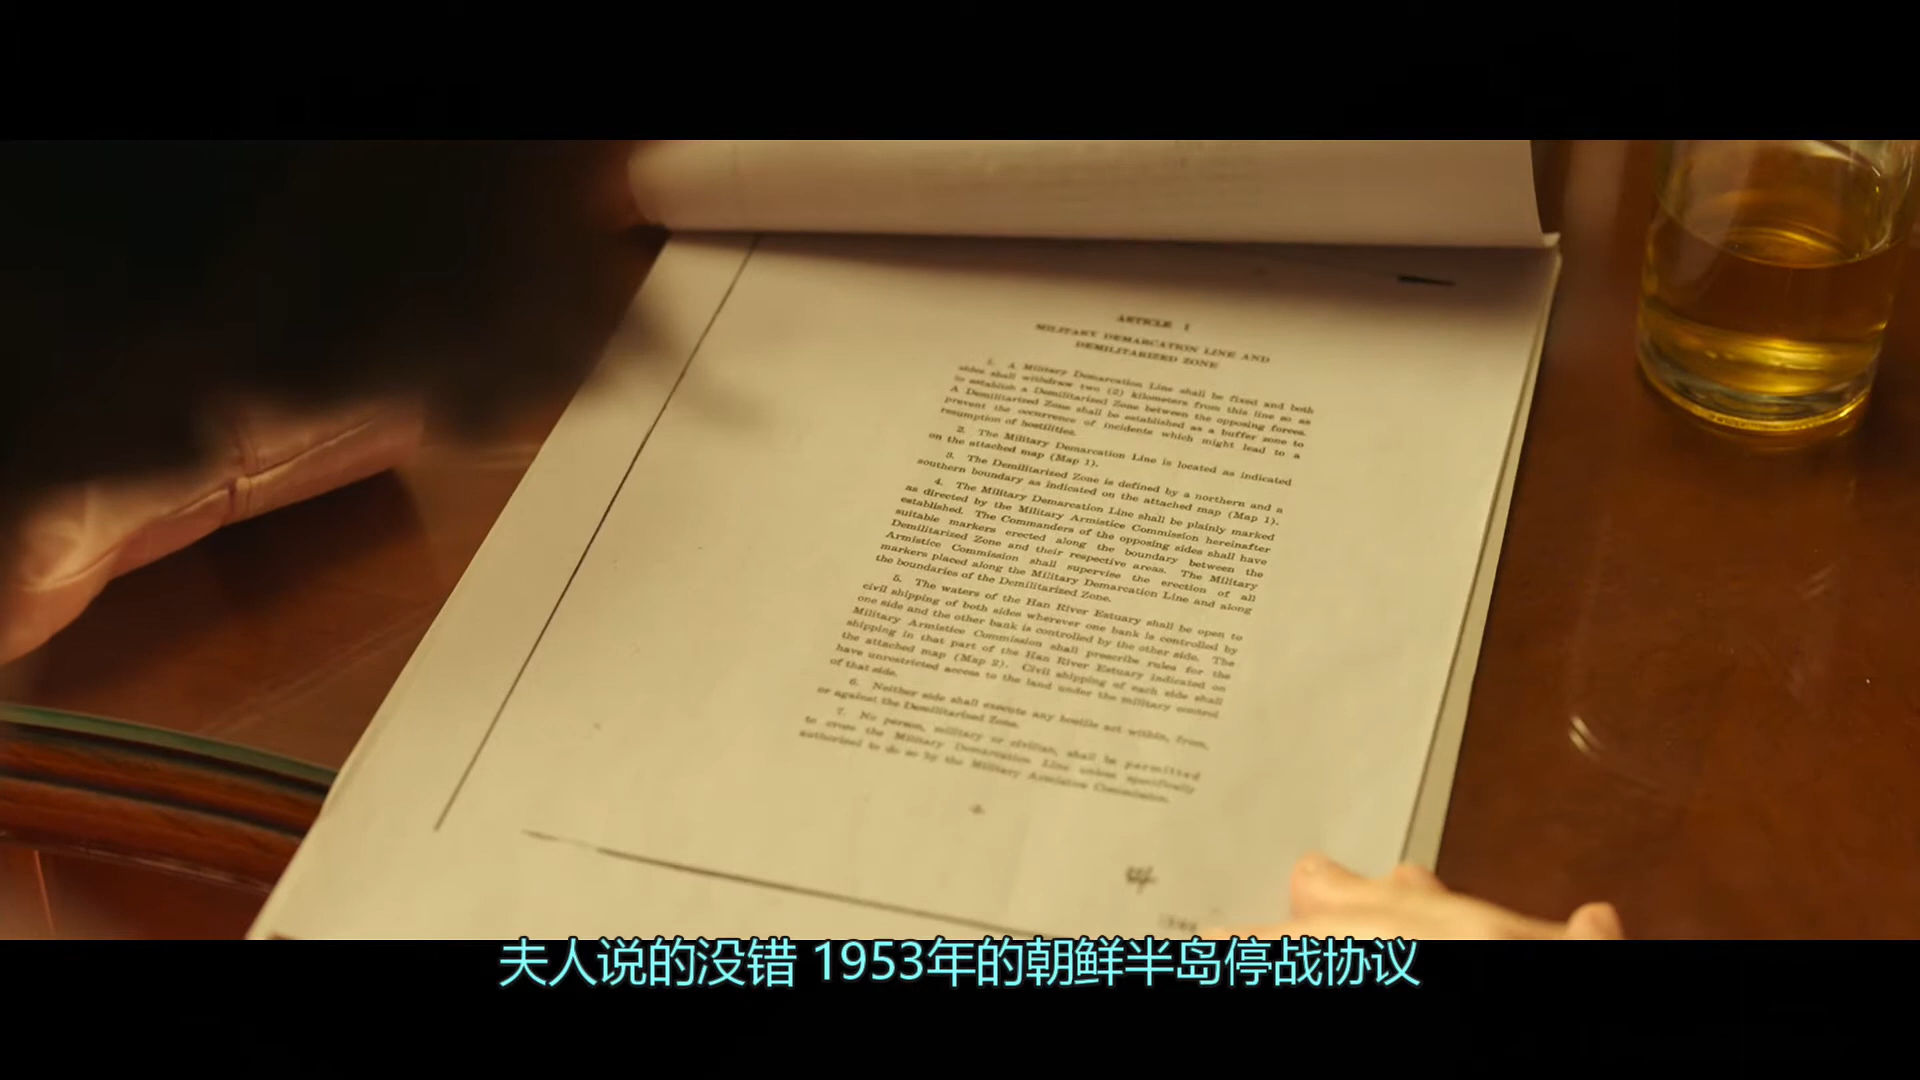 ARTICLE I
MILITARY DEMARCATION LINE AND
DEMILITARIZED ZONE
1. A Military Demarcation Line shall be fixed and both
sides shall withdraw two (2) kilometers from this line so as
to establish a Demilitarized Zone between the opposing forces.
A Demilitarized Zone shall be established as a buffer zone to
prevent the occurrence of incidents which might lead to a
resumption of hostilities.
2. The Military Demarcation Line is located as indicated
on the attached map (Map 1).
3. The Demilitarized Zone is defined by a northern and a
southern boundary as indicated on the attached map (Map 1).
4. The Military Demarcation Line shall be plainly marked
as directed by the Military Armistice Commission hereinafter
established. The Commanders of the opposing sides shall have
suitable markers erected along the boundary between the
Demilitarized Zone and their respective areas. The Military
Armistice Commission shall supervise the erection of all
markers placed along the Military Demarcation Line and along
the boundaries of the Demilitarized Zone.
5. The waters of the Han River Estuary shall be open to
civil shipping of both sides wherever one bank is controlled by
one side and the other bank is controlled by the other side. The
Military Armistice Commission shall prescribe rules for the
shipping in that part of the Han River Estuary indicated on
the attached map (Map 2). Civil shipping of each side shall
have unrestricted access to the land under the military control
of that side.
6. Neither side shall execute any hostile act within, from,
or against the Demilitarized Zone.
7. No person, military or civilian, shall be permitted
to cross the Military Demarcation Line unless specifically
authorized to do so by the Military Armistice Commission.
夫人说的没错 1953年的朝鲜半岛停战协议